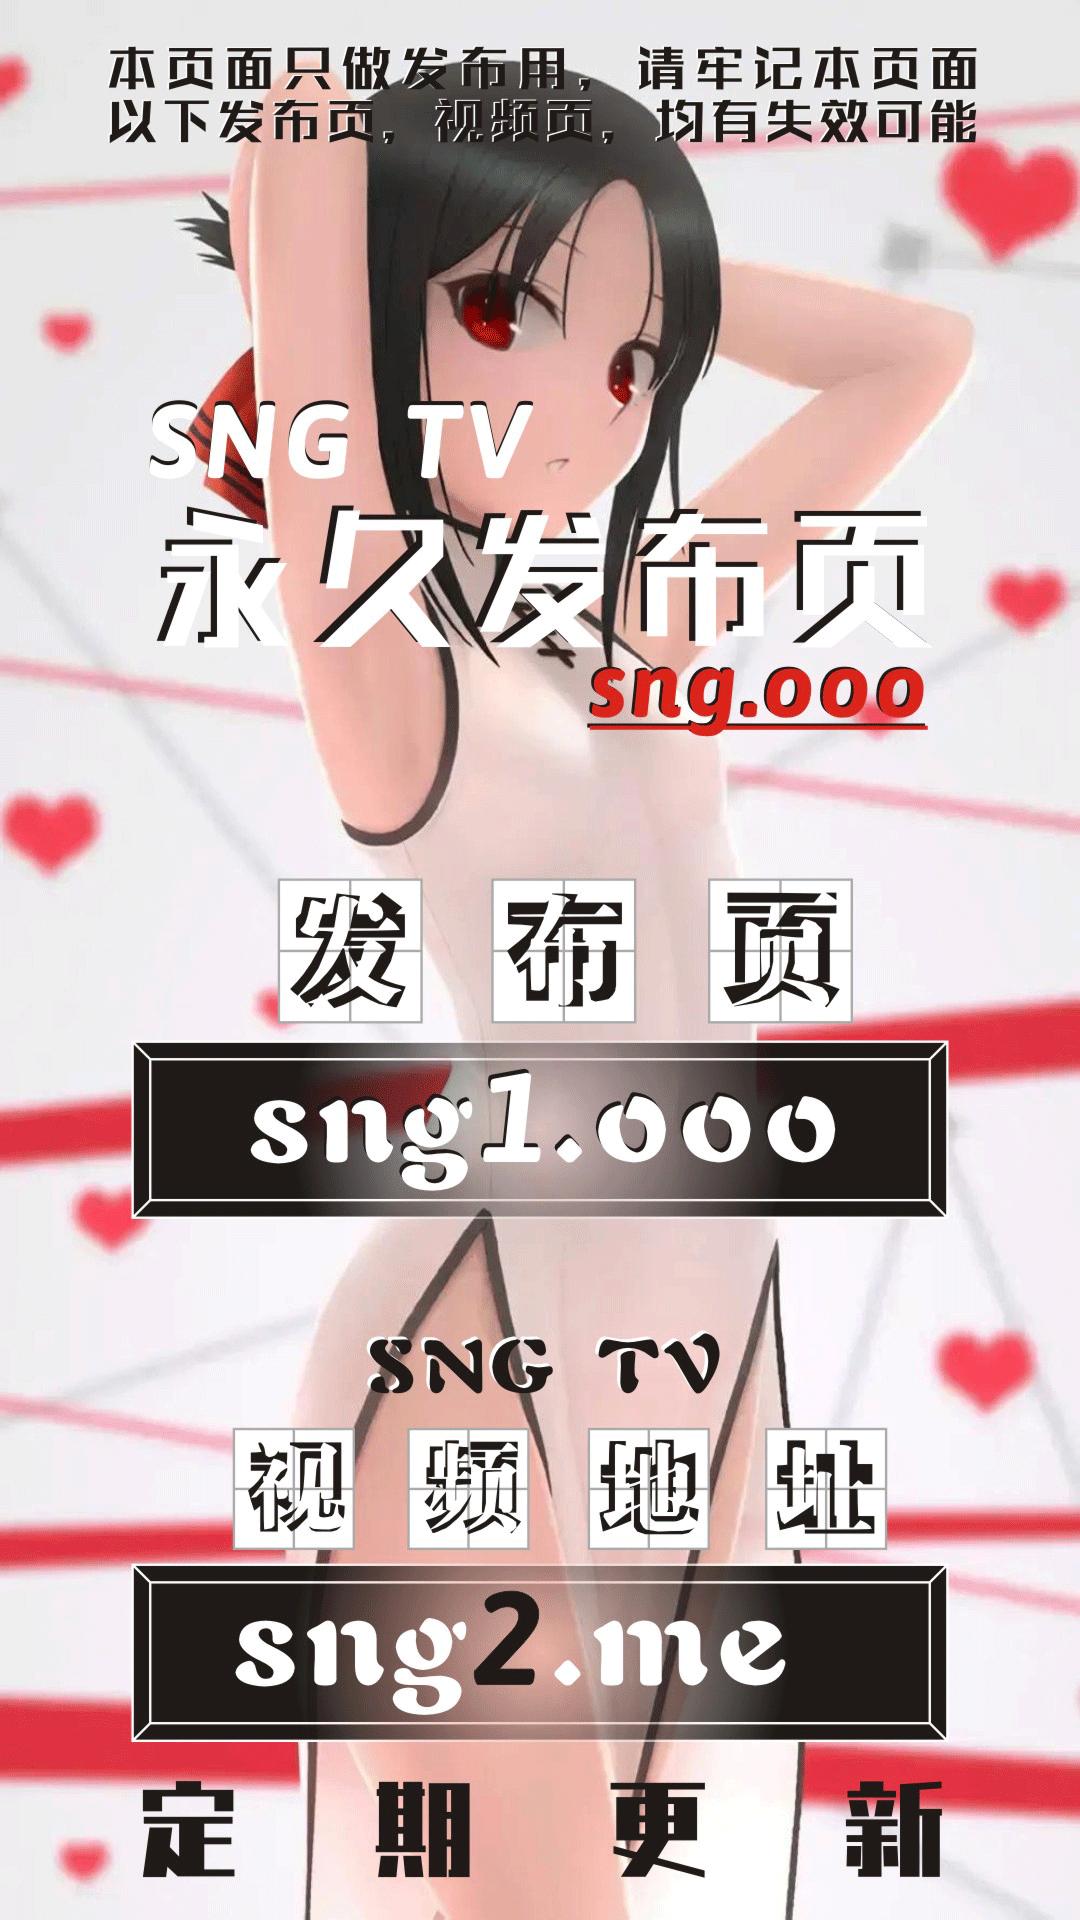 本页面只做发布用，请牢记本页面
以下发布页，视频页，均有失效可能
SNG TV
永久发布页
sng.ooo
发布页
sng1.ooo
SNG TV
视频地址
sng2.me
定期更新